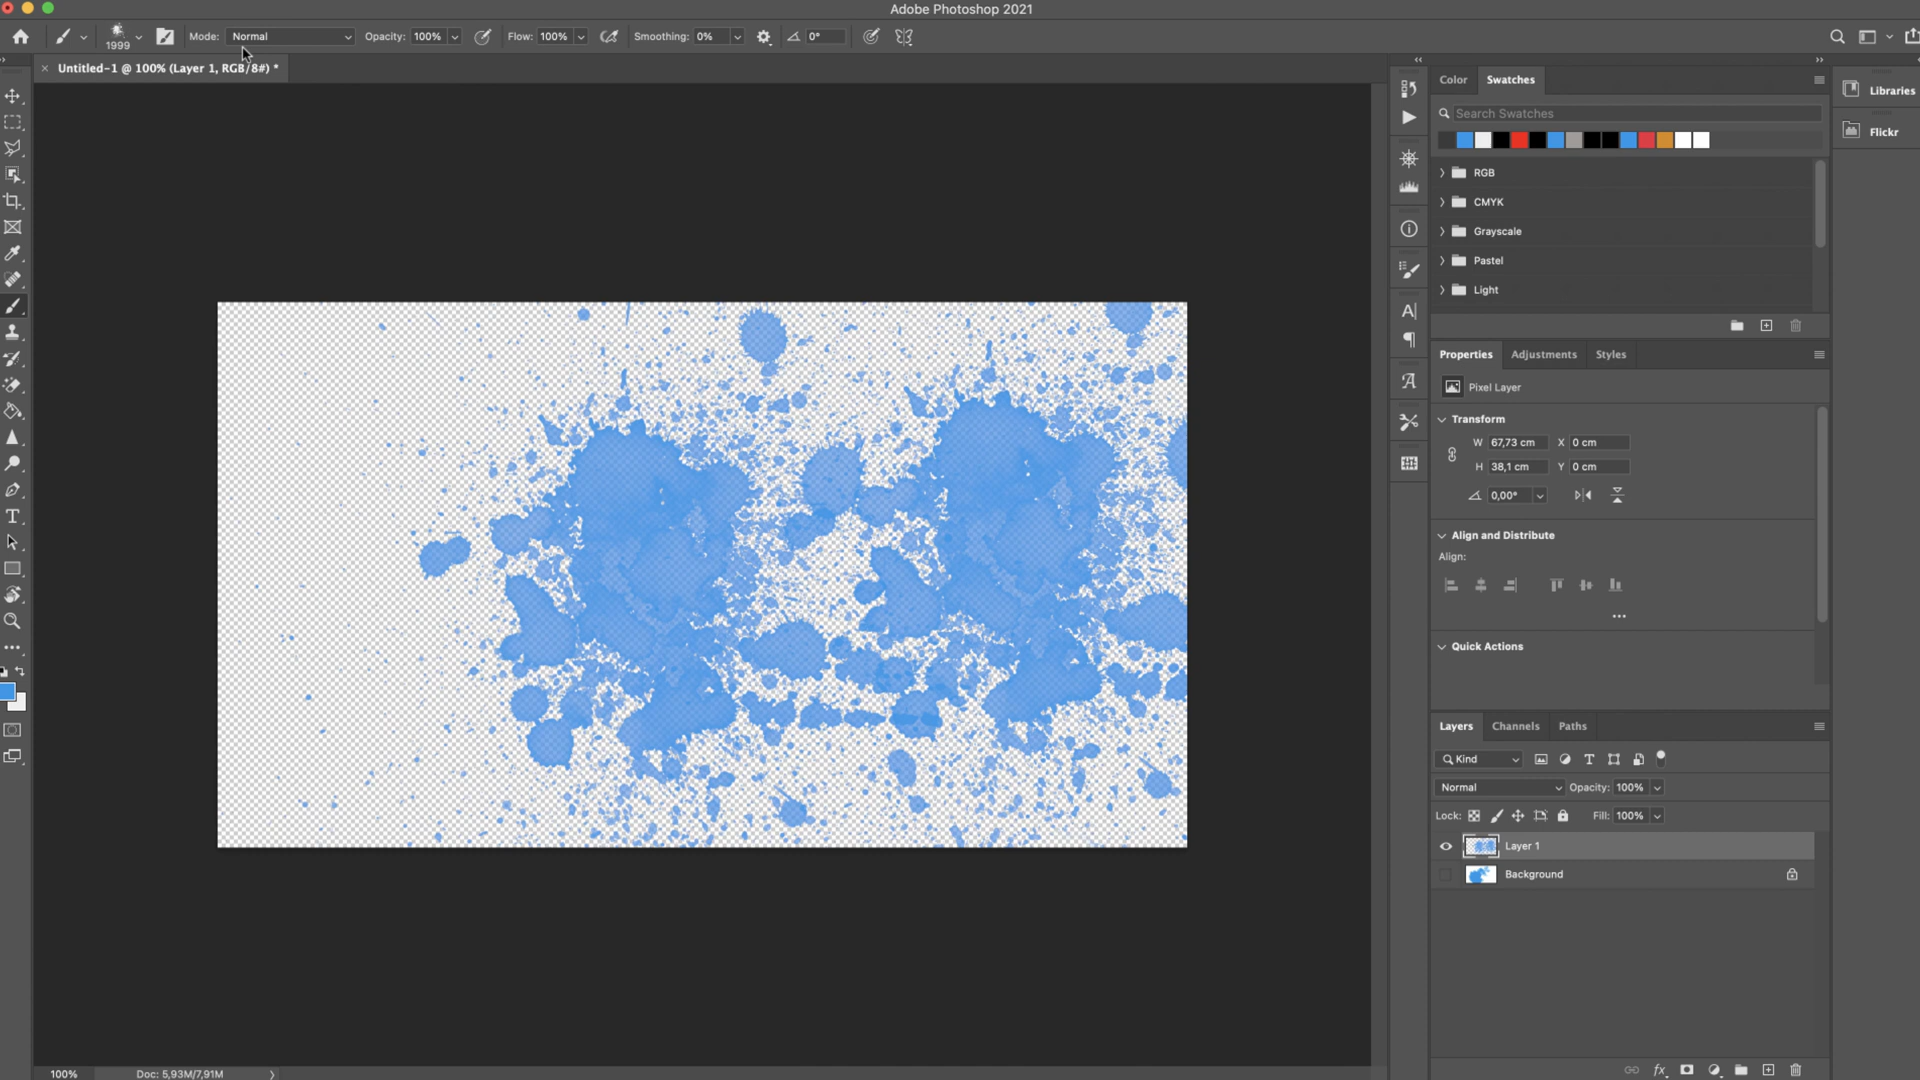 Adobe Photoshop 2021
1999
Mode: Normal
Opacity: 100%
Flow: 100%
Smoothing: 0%
0°
Untitled-1 @ 100% (Layer 1, RGB/8#) *
Color
Swatches
Search Swatches
RGB
CMYK
Grayscale
Pastel
Light
Libraries
Flickr
Properties
Adjustments
Styles
Pixel Layer
Transform
W 67,73 cm X 0 cm
H 38,1 cm Y 0 cm
0,00°
Align and Distribute
Align:
Quick Actions
Layers
Channels
Paths
Kind
Normal
Opacity: 100%
Lock:
Fill: 100%
Layer 1
Background
fx
100%
Doc: 5,93M/7,91M